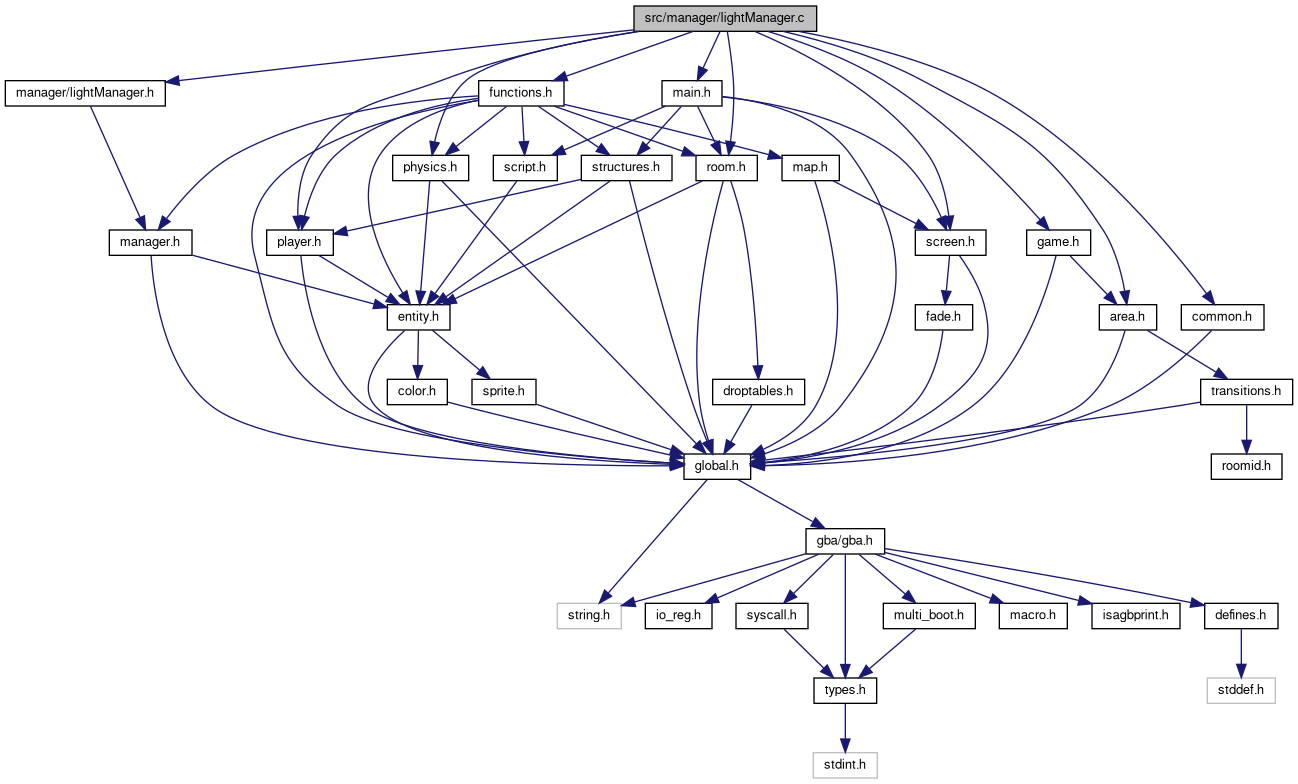 src/manager/lightManager.c
manager/lightManager.h
functions.h
main.h
physics.h
script.h
structures.h
room.h
map.h
manager.h
player.h
screen.h
game.h
entity.h
fade.h
area.h
common.h
color.h
sprite.h
droptables.h
transitions.h
global.h
roomid.h
gba/gba.h
string.h
io_reg.h
syscall.h
multi_boot.h
macro.h
isagbprint.h
defines.h
types.h
stddef.h
stdint.h